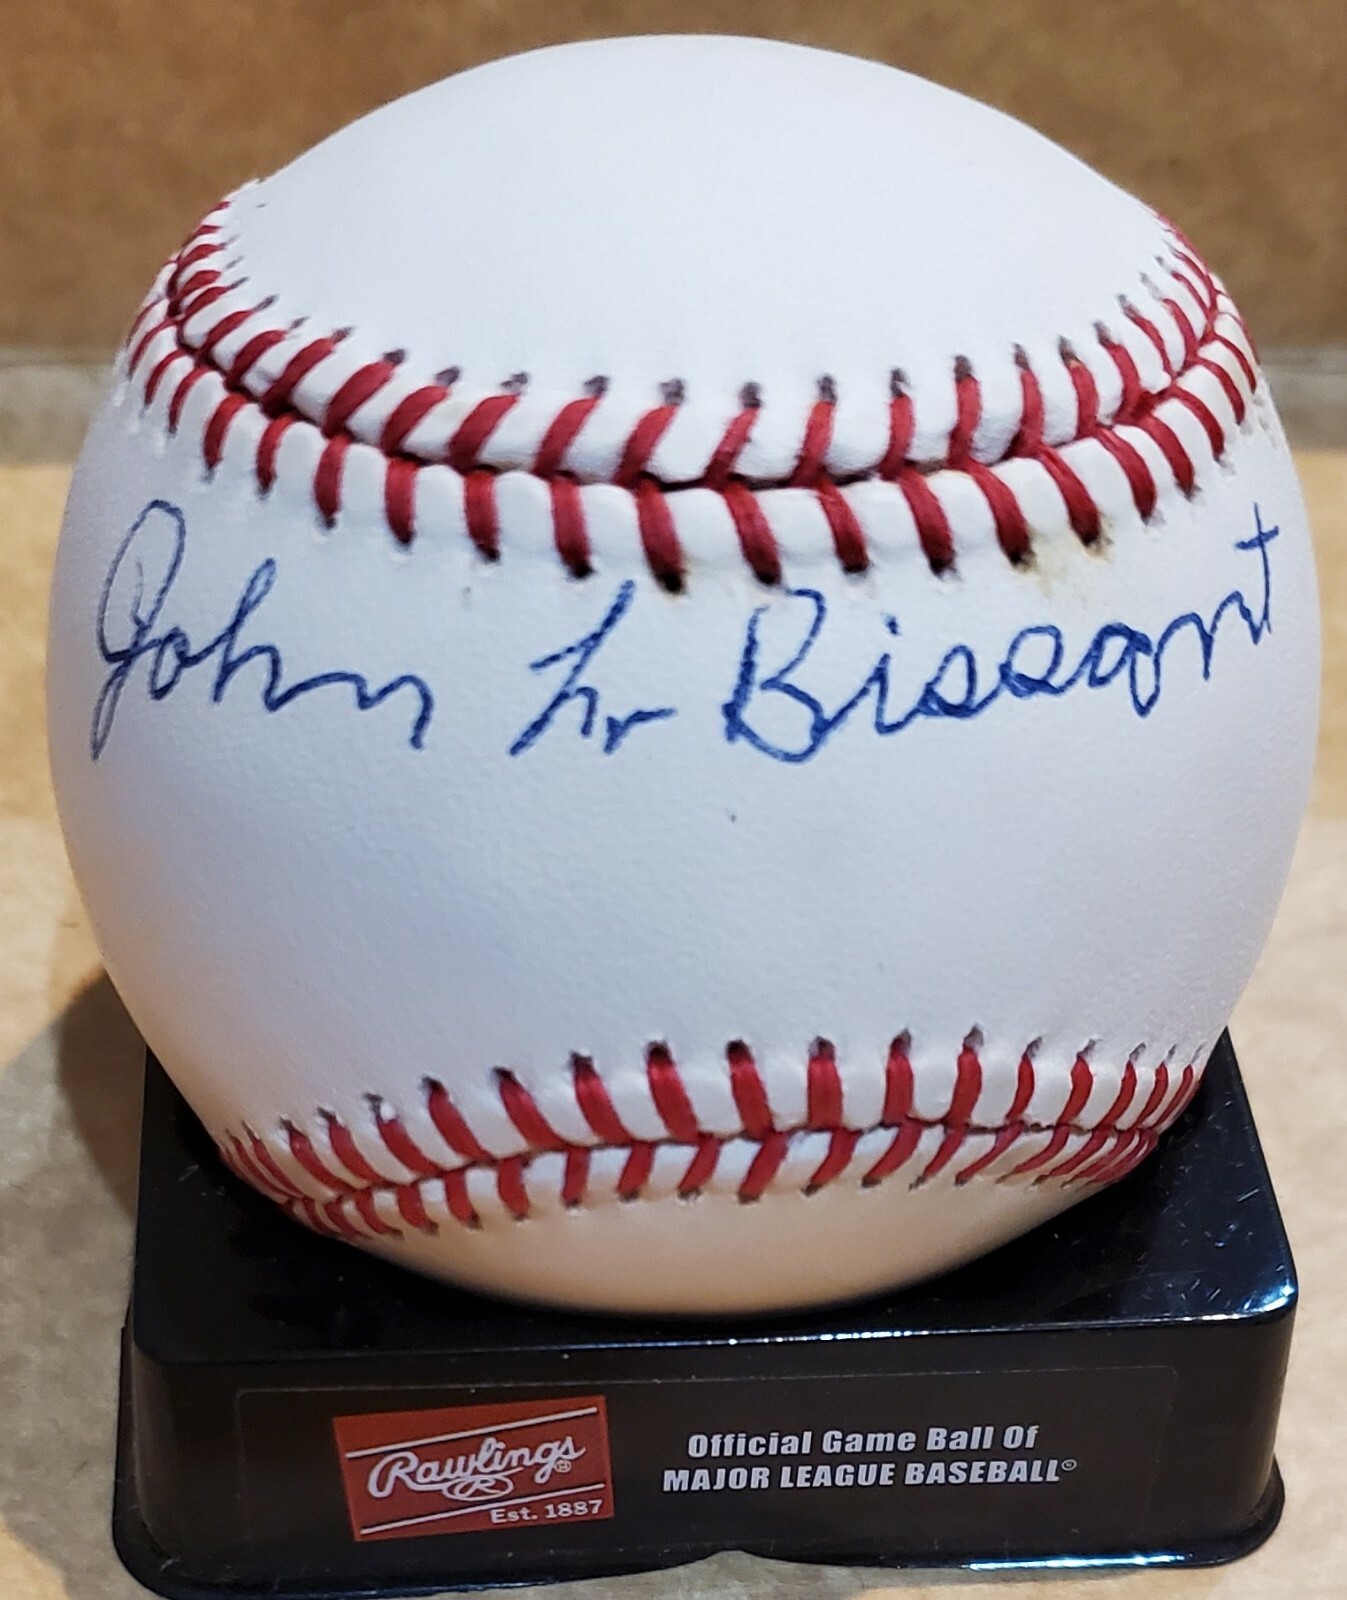 John L Bissant
Rawlings®
R
Est. 1887
Official Game Ball Of
MAJOR LEAGUE BASEBALL®